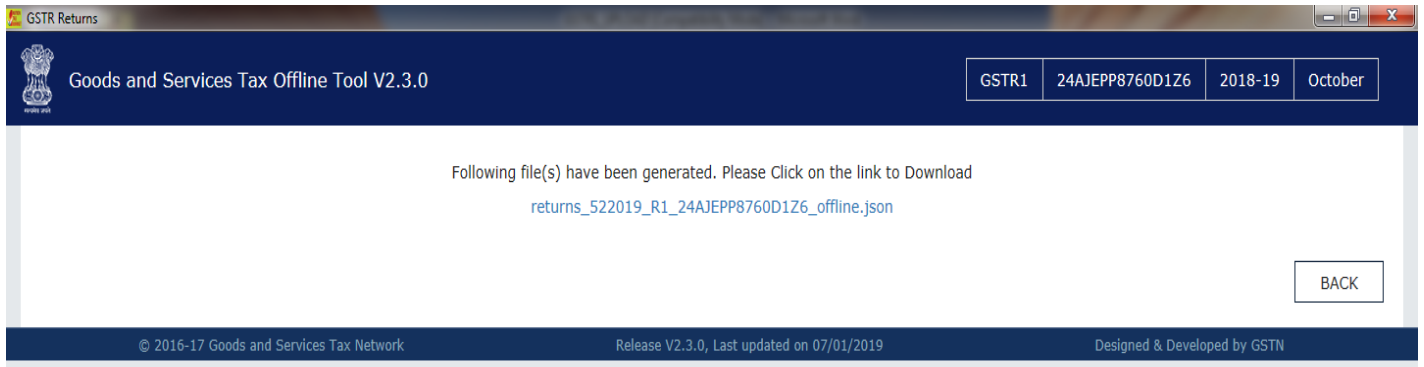 GSTR Returns
Goods and Services Tax Offline Tool V2.3.0
GSTR1 24AJEPP8760D1Z6 2018-19 October
Following file(s) have been generated. Please Click on the link to Download
returns_522019_R1_24AJEPP8760D1Z6_offline.json
BACK
© 2016-17 Goods and Services Tax Network Release V2.3.0, Last updated on 07/01/2019 Designed & Developed by GSTN